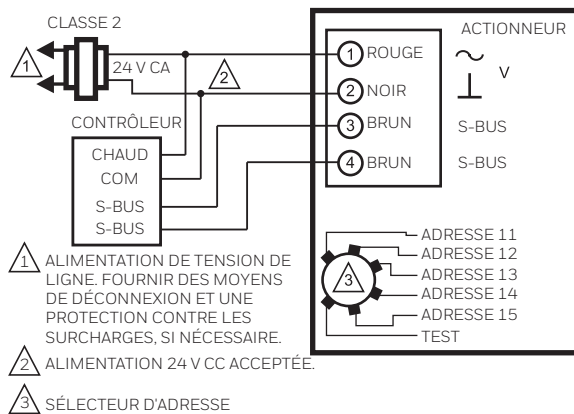 CLASSE 2
1
24 V CA
2
CONTRÔLEUR
CHAUD
COM
S-BUS
S-BUS
ACTIONNEUR
1 ROUGE
2 NOIR
V
3 BRUN S-BUS
4 BRUN S-BUS
3
ADRESSE 11
ADRESSE 12
ADRESSE 13
ADRESSE 14
ADRESSE 15
TEST
1 ALIMENTATION DE TENSION DE
LIGNE. FOURNIR DES MOYENS
DE DÉCONNEXION ET UNE
PROTECTION CONTRE LES
SURCHARGES, SI NÉCESSAIRE.
2 ALIMENTATION 24 V CC ACCEPTÉE.
3 SÉLECTEUR D'ADRESSE